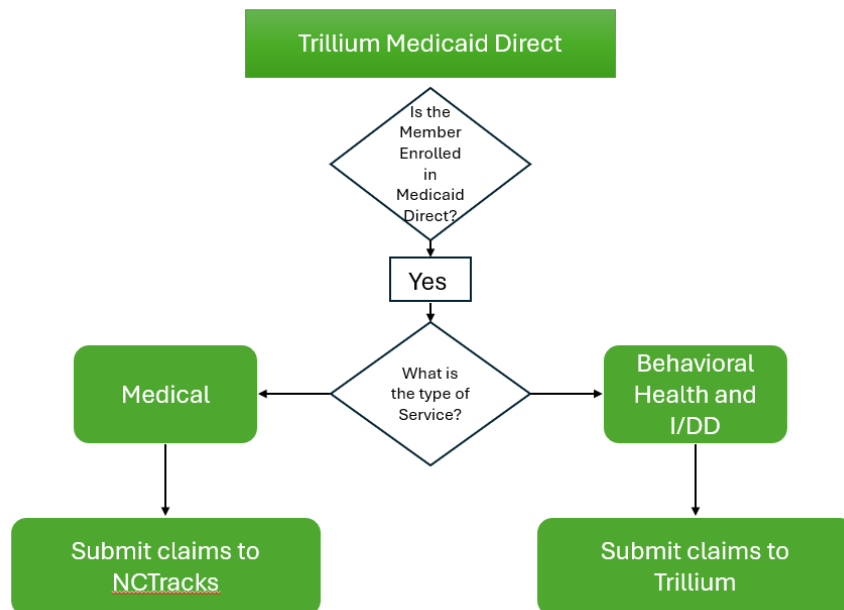 Trillium Medicaid Direct
Is the
Member
Enrolled
in
Medicaid
Direct?
Yes
What is
the type of
Service?
Medical
Behavioral
Health and
I/DD
Submit claims to
NCTracks
Submit claims to
Trillium